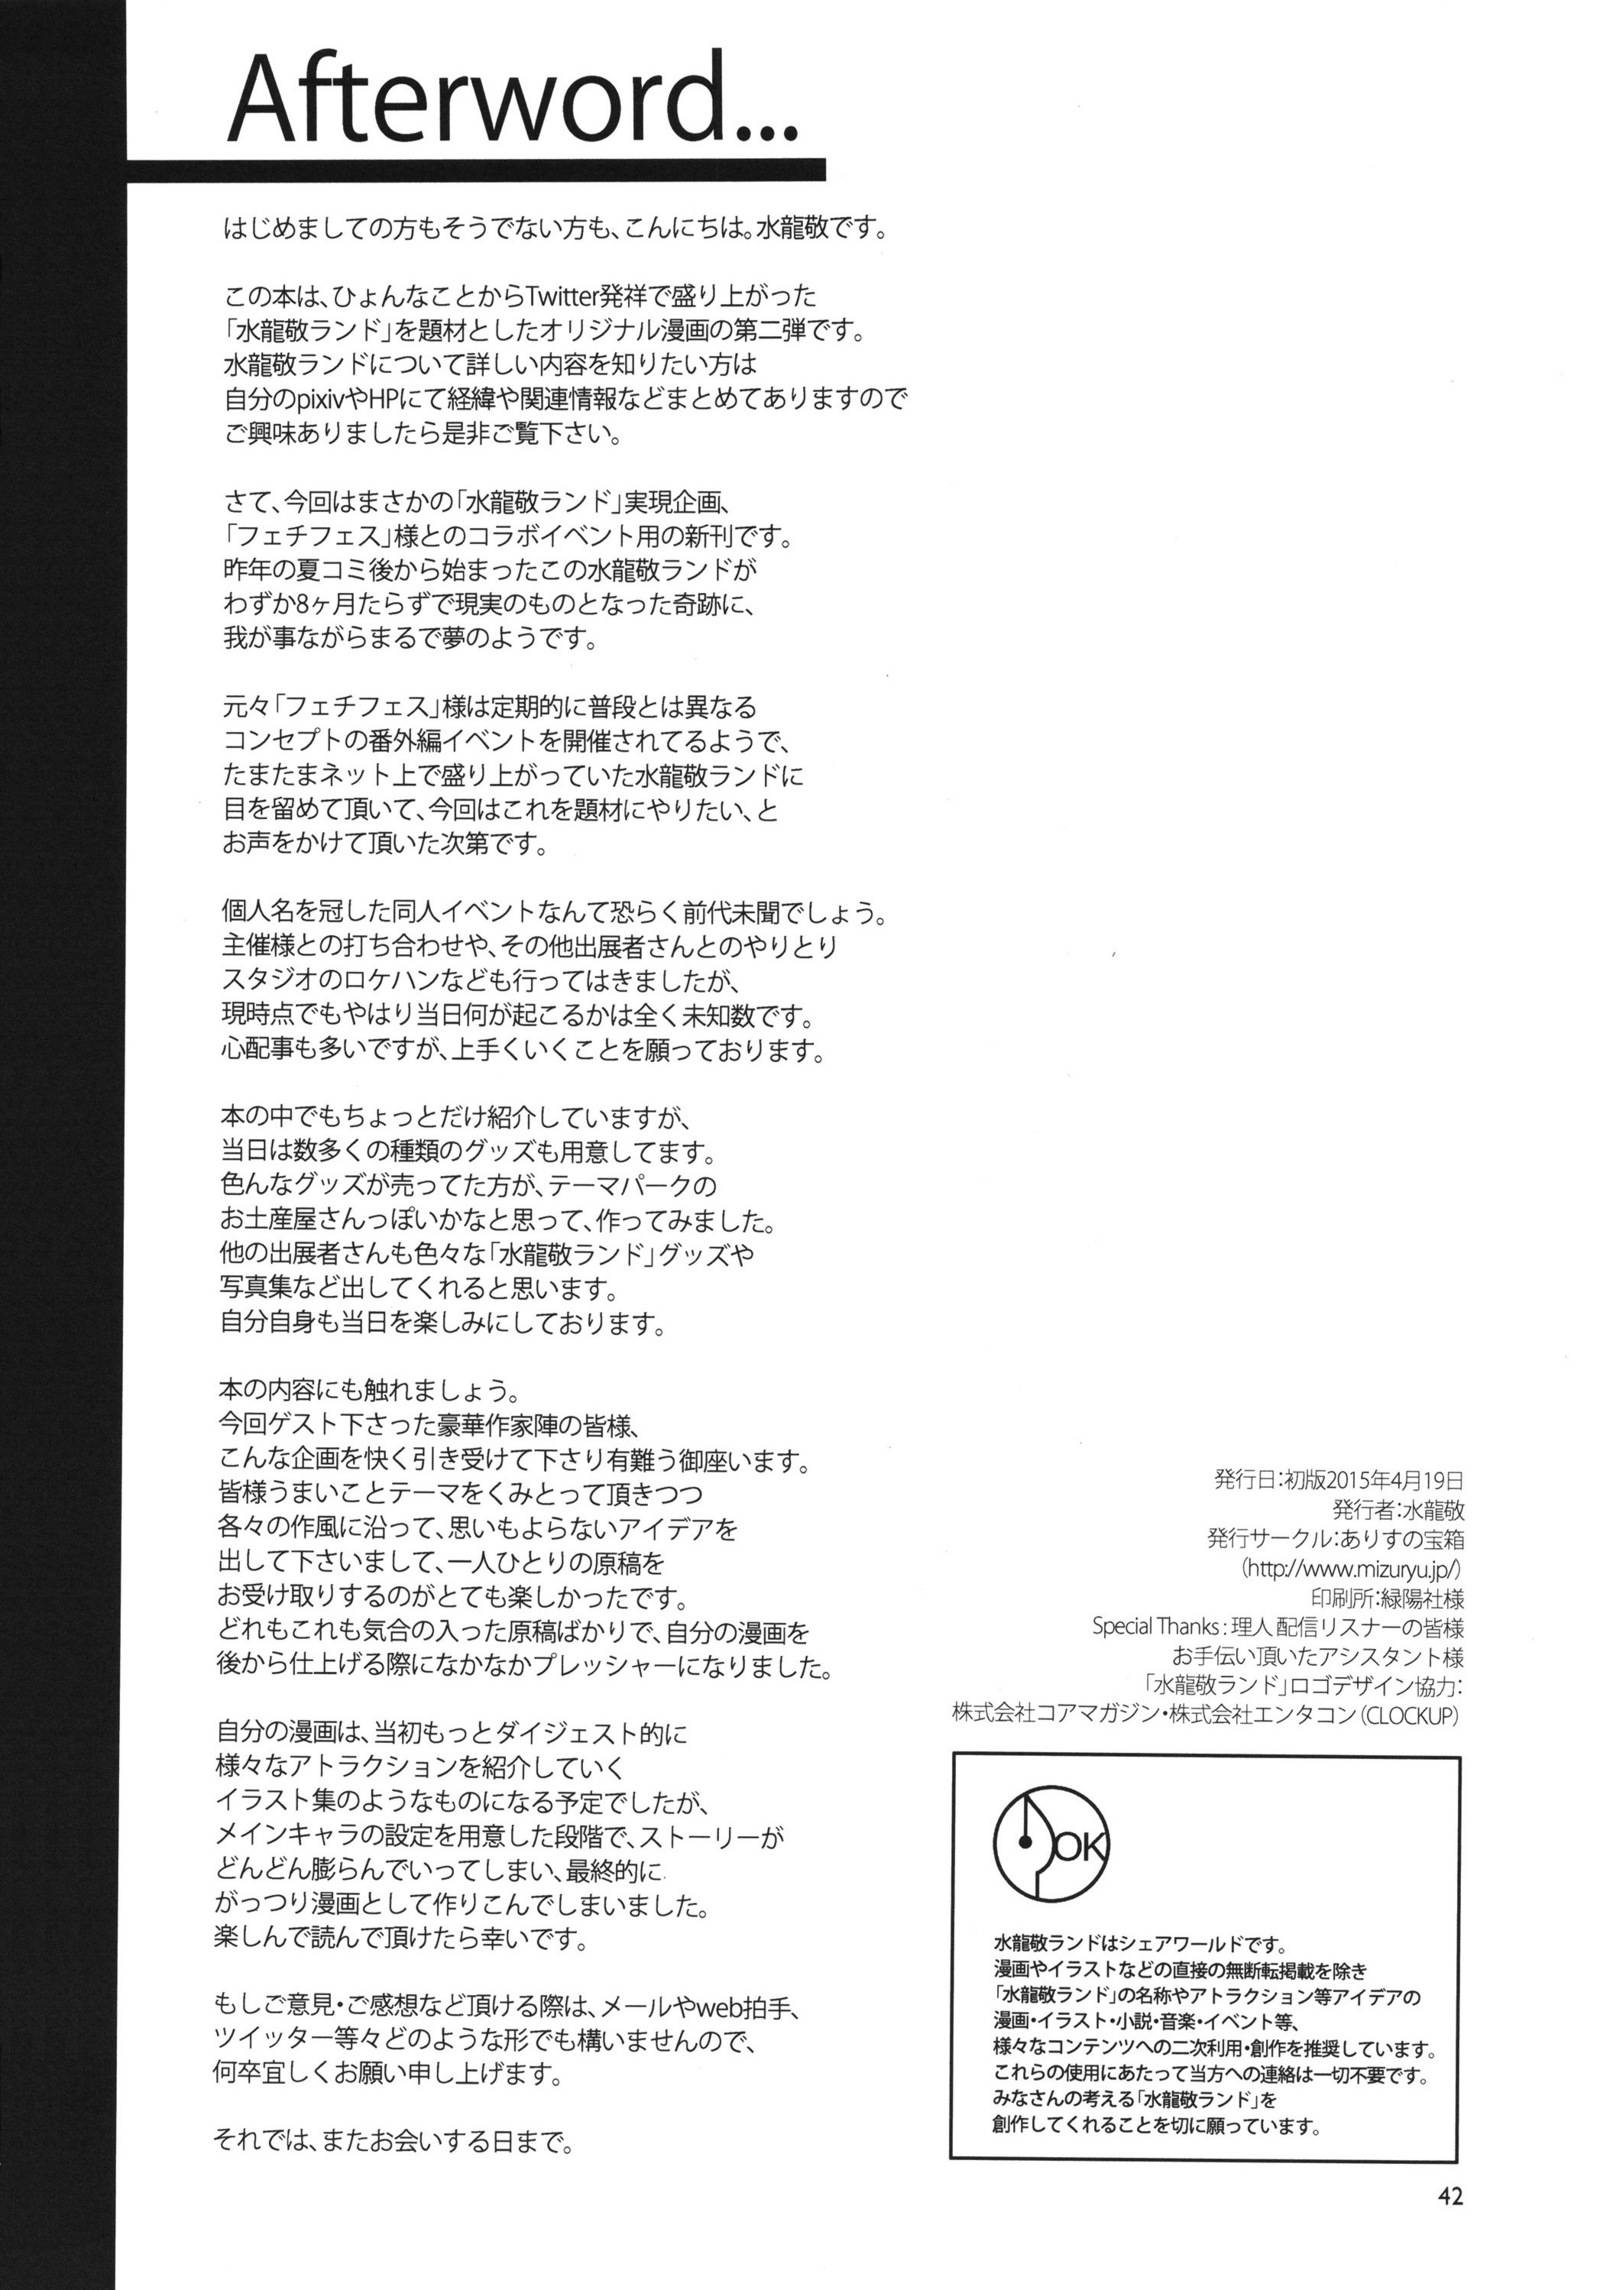 Afterword...
はじめましての方もそうでない方も、こんにちは。水龍敬です。
この本は、ひょんなことからTwitter発祥で盛り上がった
「水龍敬ランド」を題材としたオリジナル漫画の第二弾です。
水龍敬ランドについて詳しい内容を知りたい方は
自分のpixivやHPにて経緯や関連情報などまとめてありますので
ご興味ありましたら是非ご覧下さい。
さて、今回はまさかの「水龍敬ランド」実現企画、
「フェチフェス」様とのコラボイベント用の新刊です。
昨年の夏コミ後から始まったこの水龍敬ランドが
わずか8ヶ月たらずで現実のものとなった奇跡に、
我が事ながらまるで夢のようです。
元々「フェチフェス」様は定期的に普段とは異なる
コンセプトの番外編イベントを開催されてるようで、
たまたまネット上で盛り上がっていた水龍敬ランドに
目を留めて頂いて、今回はこれを題材にやりたい、と
お声をかけて頂いた次第です。
個人名を冠した同人イベントなんて恐らく前代未聞でしょう。
主催様との打ち合わせや、その他出展者さんとのやりとり
スタジオのロケハンなども行ってはきましたが、
現時点でもやはり当日何が起こるかは全く未知数です。
心配事も多いですが、上手くいくことを願っております。
本の中でもちょっとだけ紹介していますが、
当日は数多くの種類のグッズも用意してます。
色んなグッズが売ってた方が、テーマパークの
お土産屋さんっぽいかなと思って、作ってみました。
他の出展者さんも色々な「水龍敬ランド」グッズや
写真集など出してくれると思います。
自分自身も当日を楽しみにしております。
本の内容にも触れましょう。
今回ゲスト下さった豪華作家陣の皆様、
こんな企画を快く引き受けて下さり有難う御座います。
皆様うまいことテーマをくみとって頂きつつ
各々の作風に沿って、思いもよらないアイデアを
出して下さいまして、一人ひとりの原稿を
お受け取りするのがとても楽しかったです。
どれもこれも気合の入った原稿ばかりで、自分の漫画を
後から仕上げる際になかなかプレッシャーになりました。
自分の漫画は、当初もっとダイジェスト的に
様々なアトラクションを紹介していく
イラスト集のようなものになる予定でしたが、
メインキャラの設定を用意した段階で、ストーリーが
どんどん膨らんでいってしまい、最終的に
がっつり漫画として作りこんでしまいました。
楽しんで読んで頂けたら幸いです。
もしご意見・ご感想など頂ける際は、メールやweb拍手、
ツイッター等々どのような形でも構いませんので、
何卒宜しくお願い申し上げます。
それでは、またお会いする日まで。
発行日：初版2015年4月19日
発行者：水龍敬
発行サークル：ありすの宝箱
（http://www.mizuryu.jp/）
印刷所：緑陽社様
Special Thanks : 理人 配信リスナーの皆様
お手伝い頂いたアシスタント様
「水龍敬ランド」ロゴデザイン協力：
株式会社コアマガジン・株式会社エンタコン（CLOCKUP）
OK
水龍敬ランドはシェアワールドです。
漫画やイラストなどの直接の無断転掲載を除き
「水龍敬ランド」の名称やアトラクション等アイデアの
漫画・イラスト・小説・音楽・イベント等、
様々なコンテンツへの二次利用・創作を推奨しています。
これらの使用にあたって当方への連絡は一切不要です。
みなさんの考える「水龍敬ランド」を
創作してくれることを切に願っています。
42